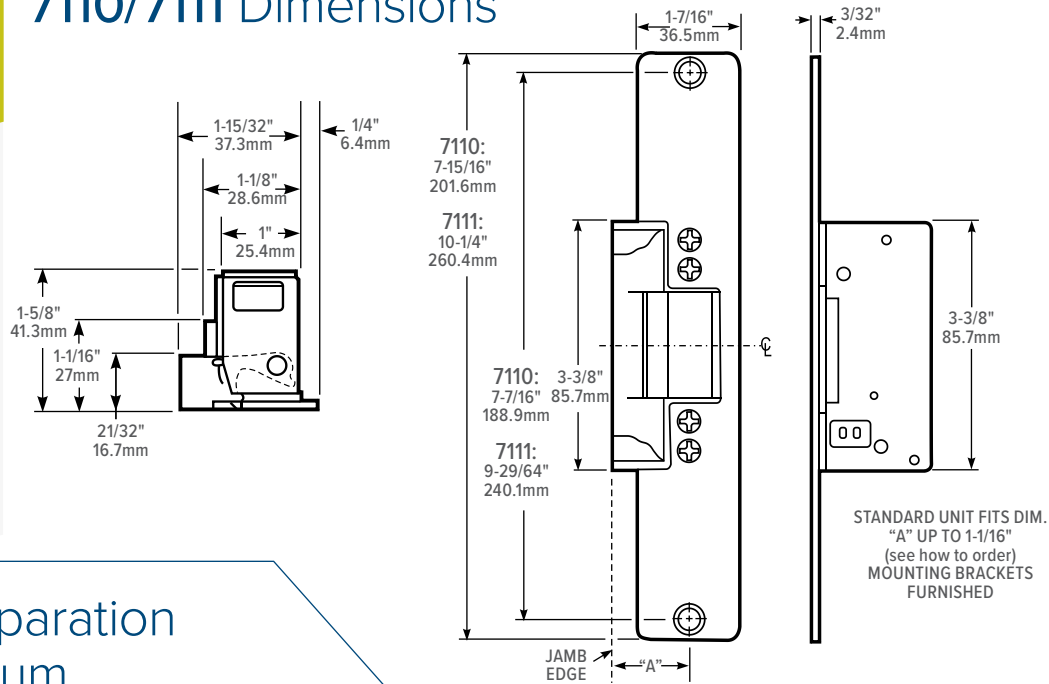 7110/7111 Dimensions
1-7/16"
36.5mm
3/32"
2.4mm
1-15/32"
37.3mm
1/4"
6.4mm
1-1/8"
28.6mm
1"
25.4mm
1-5/8"
41.3mm
1-1/16"
27mm
21/32"
16.7mm
7110:
7-15/16"
201.6mm
7111:
10-1/4"
260.4mm
7110:
7-7/16"
188.9mm
7111:
9-29/64"
240.1mm
3-3/8"
85.7mm
℄
3-3/8"
85.7mm
STANDARD UNIT FITS DIM.
“A” UP TO 1-1/16"
(see how to order)
MOUNTING BRACKETS
FURNISHED
JAMB
EDGE
“A”
paration
um